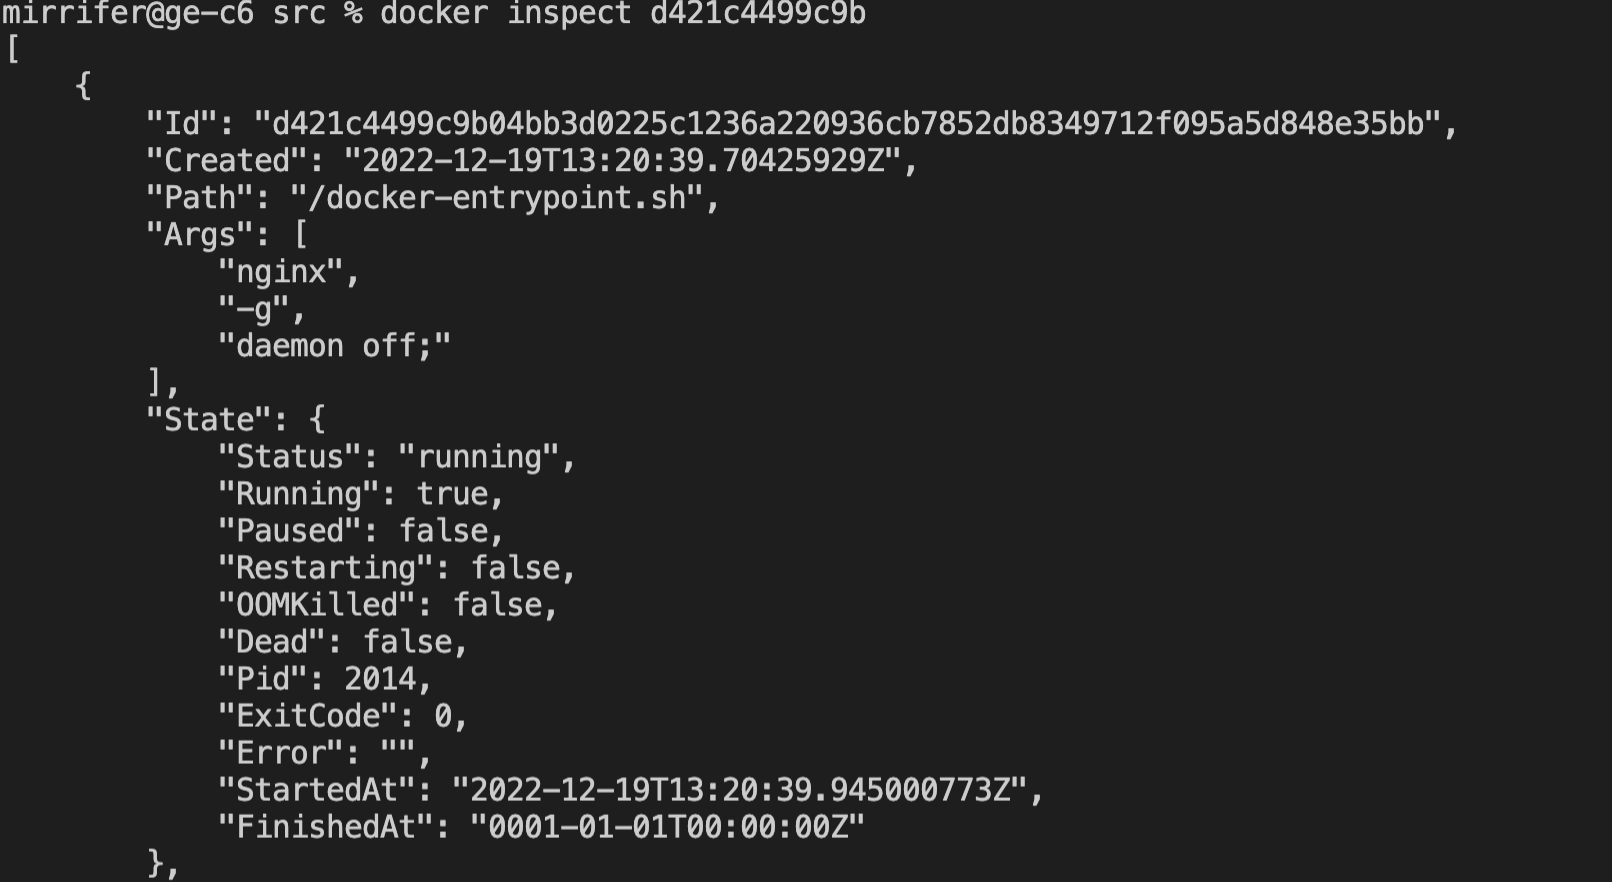 mirrifer@ge-c6 src % docker inspect d421c4499c9b
[
    {
        "Id": "d421c4499c9b04bb3d0225c1236a220936cb7852db8349712f095a5d848e35bb",
        "Created": "2022-12-19T13:20:39.70425929Z",
        "Path": "/docker-entrypoint.sh",
        "Args": [
            "nginx",
            "-g",
            "daemon off;"
        ],
        "State": {
            "Status": "running",
            "Running": true,
            "Paused": false,
            "Restarting": false,
            "OOMKilled": false,
            "Dead": false,
            "Pid": 2014,
            "ExitCode": 0,
            "Error": "",
            "StartedAt": "2022-12-19T13:20:39.945000773Z",
            "FinishedAt": "0001-01-01T00:00:00Z"
        },